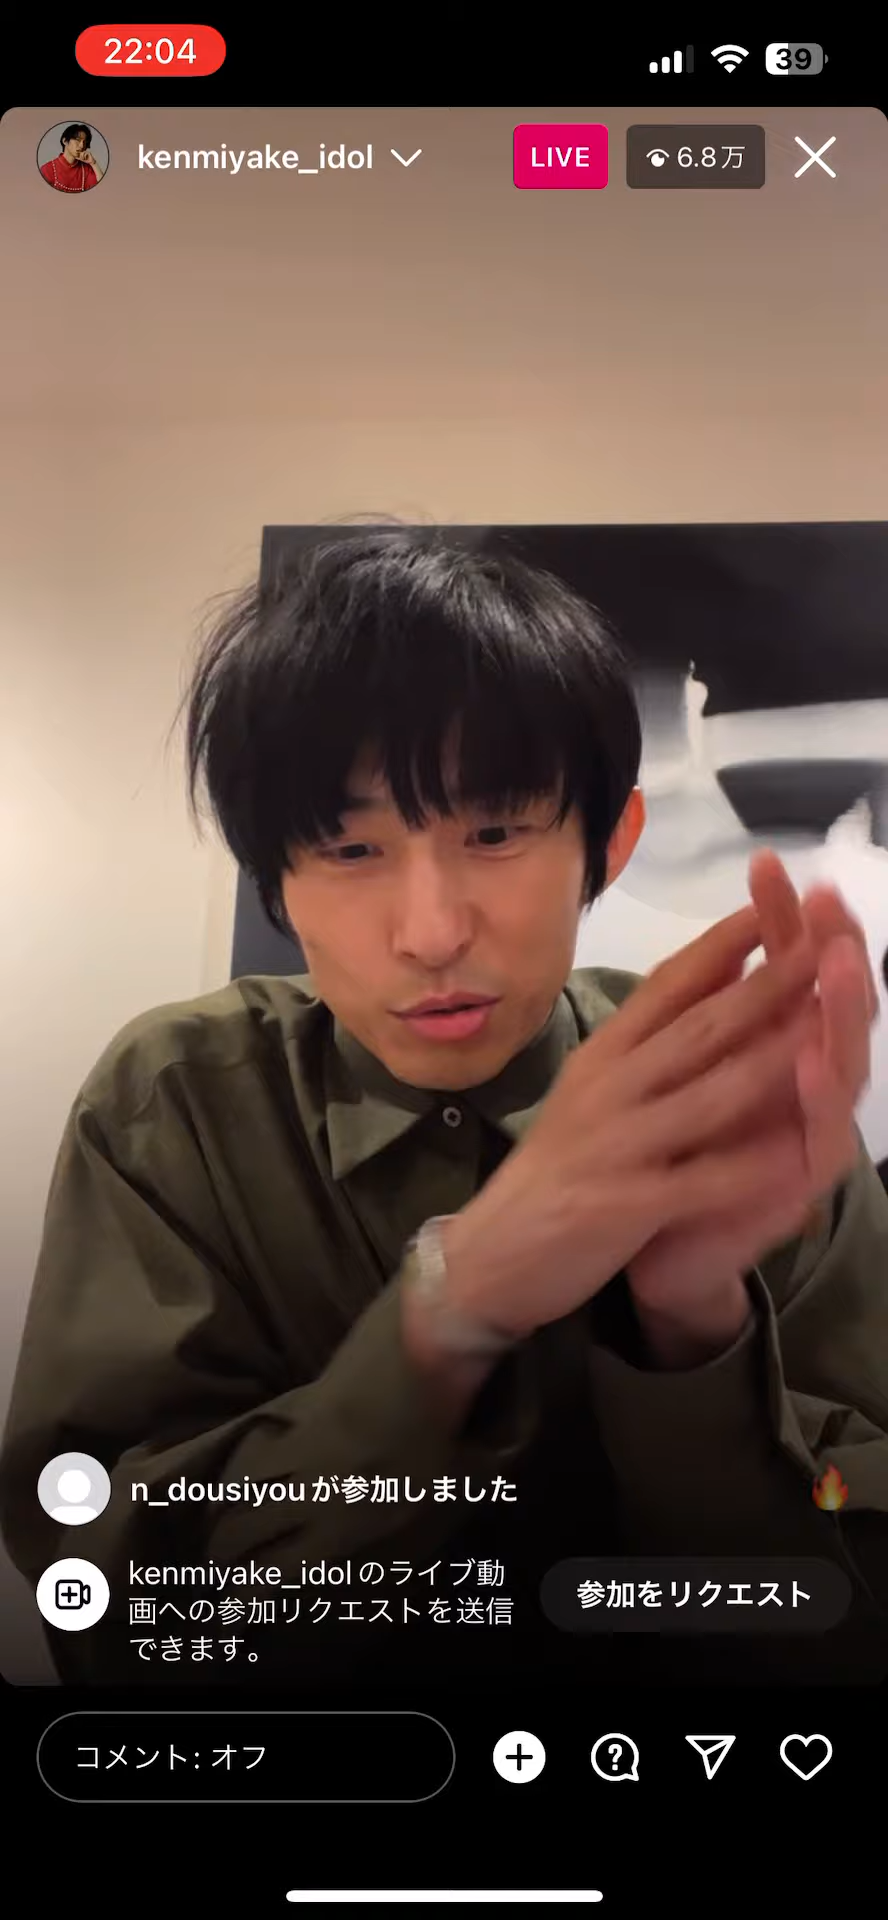 22:04
39
kenmiyake_idol
LIVE
6.8万
n_dousiyouが参加しました
kenmiyake_idolのライブ動
画への参加リクエストを送信
できます。
参加をリクエスト
コメント: オフ